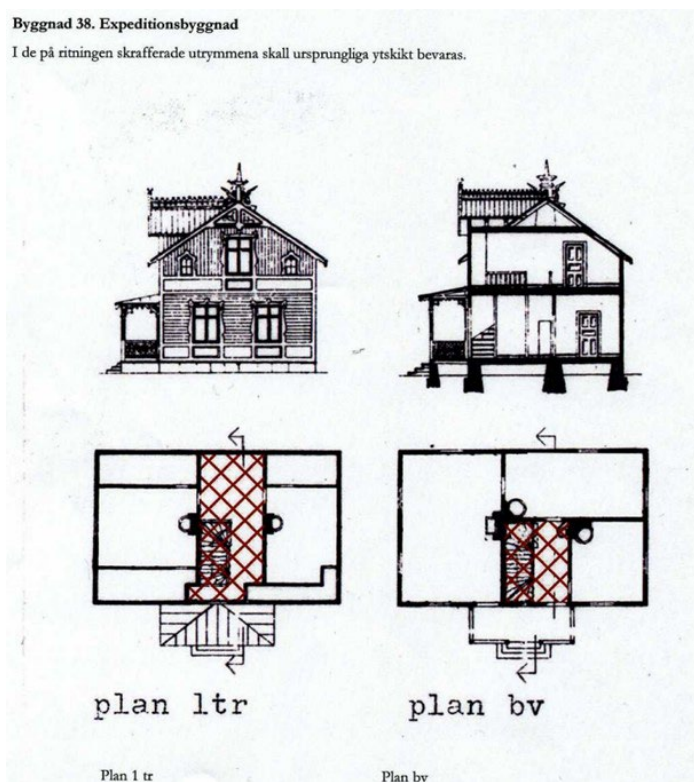 Byggnad 38. Expeditionsbyggnad
I de på ritningen skrafferade utrymmena skall ursprungliga ytskikt bevaras.
plan 1tr
plan bv
Plan 1 tr
Plan bv